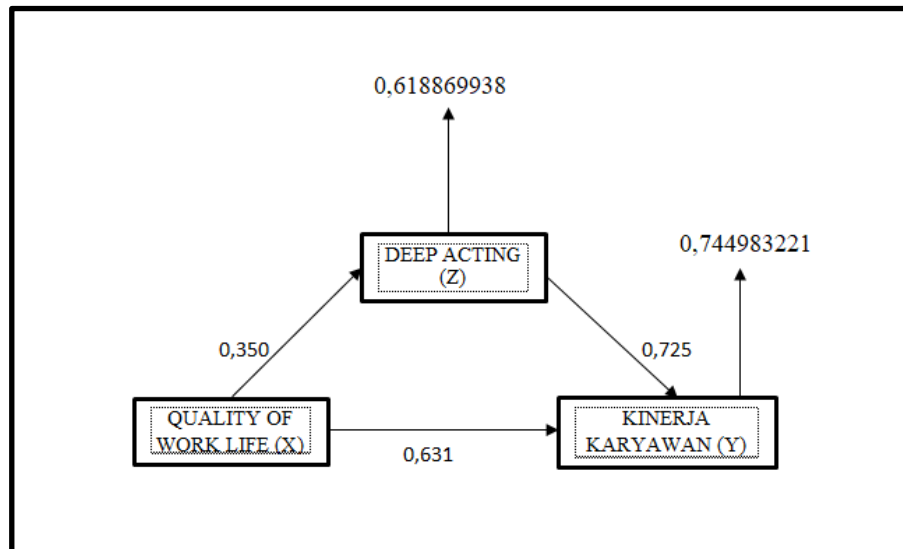 0,618869938
DEEP ACTING
(Z)
0,744983221
0,350
0,725
QUALITY OF
WORK LIFE (X)
0,631
KINERJA
KARYAWAN (Y)